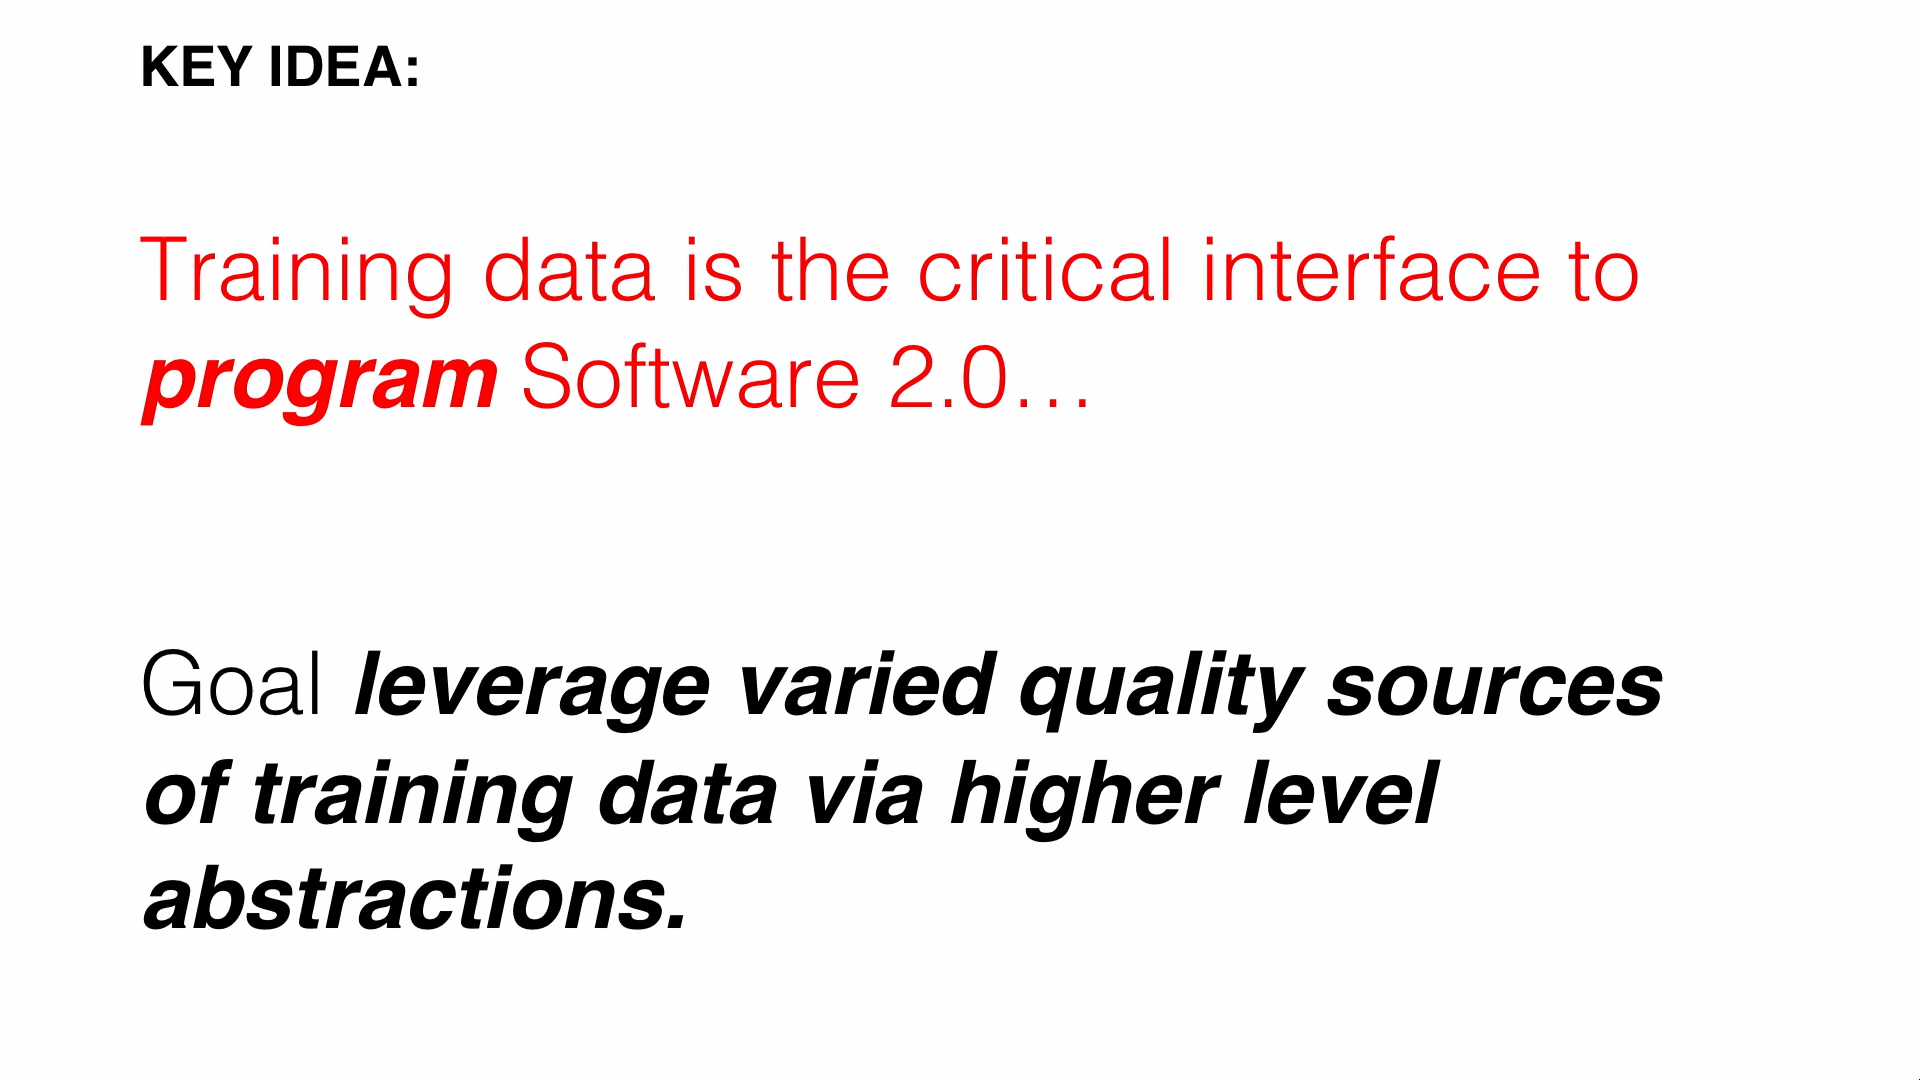 KEY IDEA:
Training data is the critical interface to
program Software 2.0…
Goal leverage varied quality sources
of training data via higher level
abstractions.